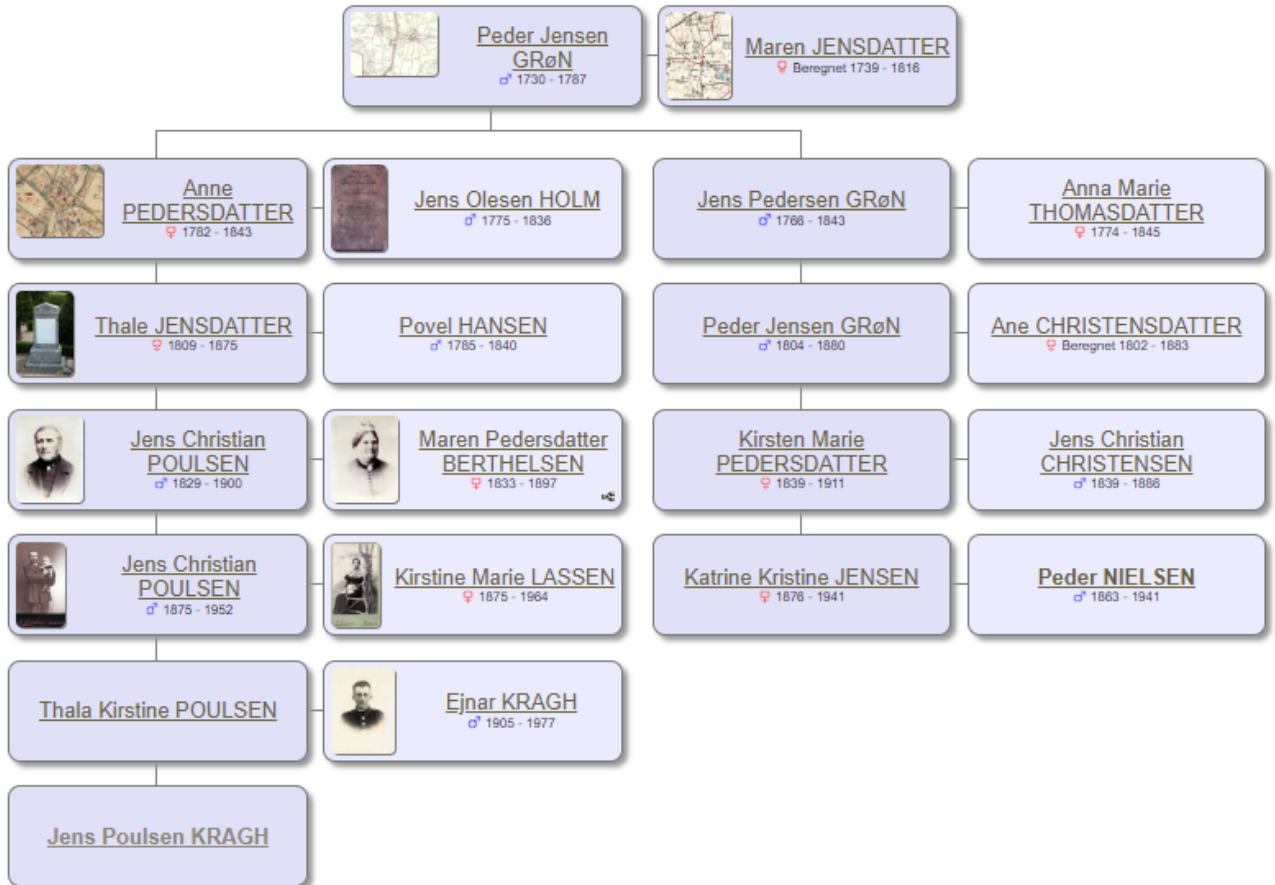 Peder Jensen
GRøN
♂ 1730 - 1787
Maren JENSDATTER
♀ Beregnet 1739 - 1816
Anne
PEDERSDATTER
♀ 1782 - 1843
Jens Olesen HOLM
♂ 1775 - 1836
Jens Pedersen GRøN
♂ 1766 - 1843
Anna Marie
THOMASDATTER
♀ 1774 - 1845
Thale JENSDATTER
♀ 1809 - 1875
Povel HANSEN
♂ 1785 - 1840
Peder Jensen GRøN
♂ 1804 - 1880
Ane CHRISTENSDATTER
♀ Beregnet 1802 - 1883
Jens Christian
POULSEN
♂ 1829 - 1900
Maren Pedersdatter
BERTHELSEN
♀ 1833 - 1897
Kirsten Marie
PEDERSDATTER
♀ 1839 - 1911
Jens Christian
CHRISTENSEN
♂ 1839 - 1886
Jens Christian
POULSEN
♂ 1875 - 1952
Kirstine Marie LASSEN
♀ 1875 - 1964
Katrine Kristine JENSEN
♀ 1876 - 1941
Peder NIELSEN
♂ 1863 - 1941
Thala Kirstine POULSEN
Ejnar KRAGH
♂ 1905 - 1977
Jens Poulsen KRAGH